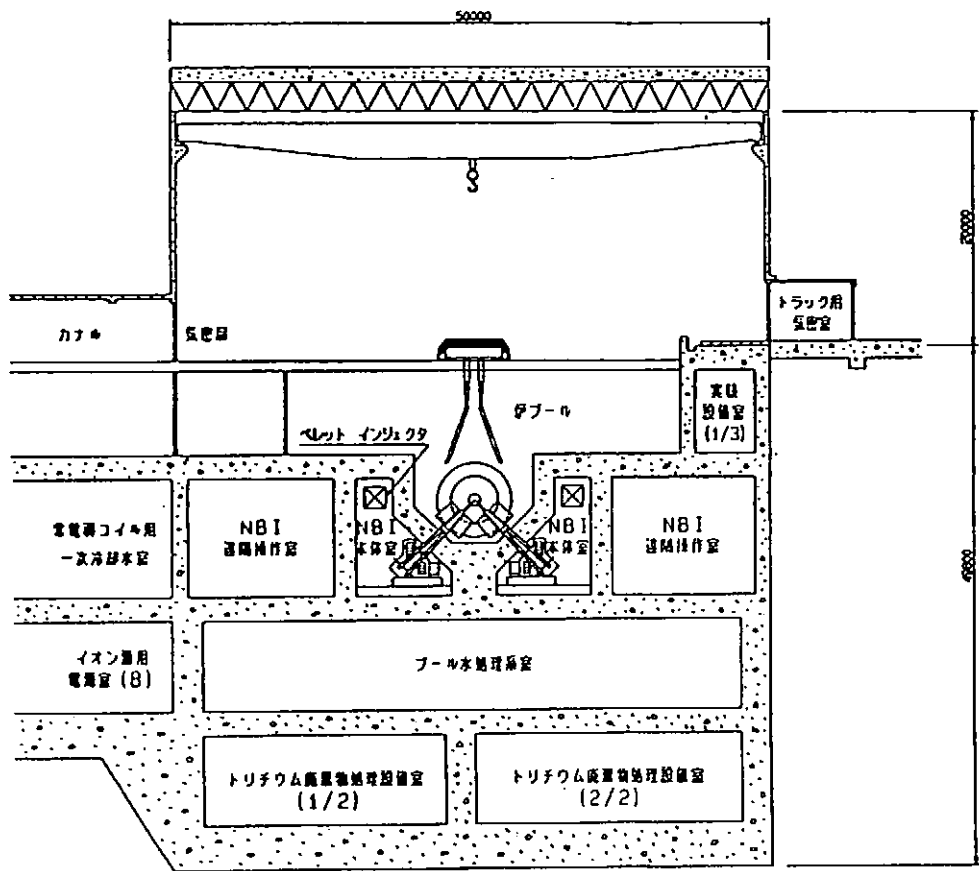 50000
20000
トラック用
気密室
カナル
気密扉
炉プール
実験
設備室
(1/3)
ペレット インジェクタ
常電導コイル用
一次冷却水室
NBI
遠隔操作室
NBI
本体室
NBI
本体室
NBI
遠隔操作室
イオン源用
電源室 (B)
プール水処理系室
トリチウム廃棄物処理設備室
(1/2)
トリチウム廃棄物処理設備室
(2/2)